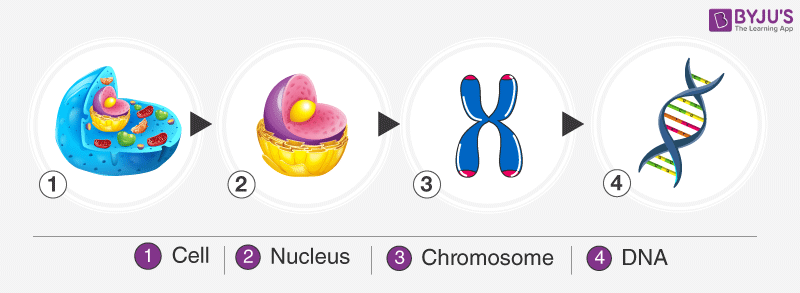 BYJU'S
The Learning App
1
2
3
4
1 Cell 2 Nucleus 3 Chromosome 4 DNA